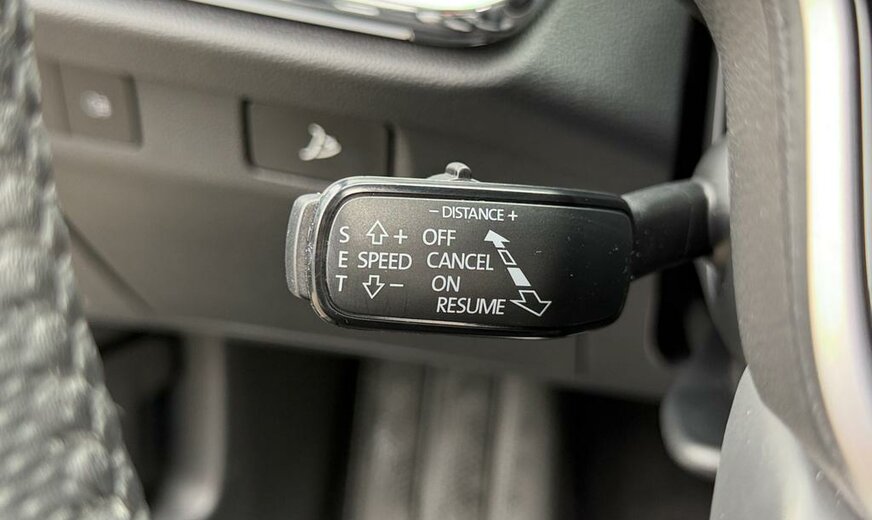 − DISTANCE +
S + OFF
E SPEED CANCEL
T − ON
RESUME